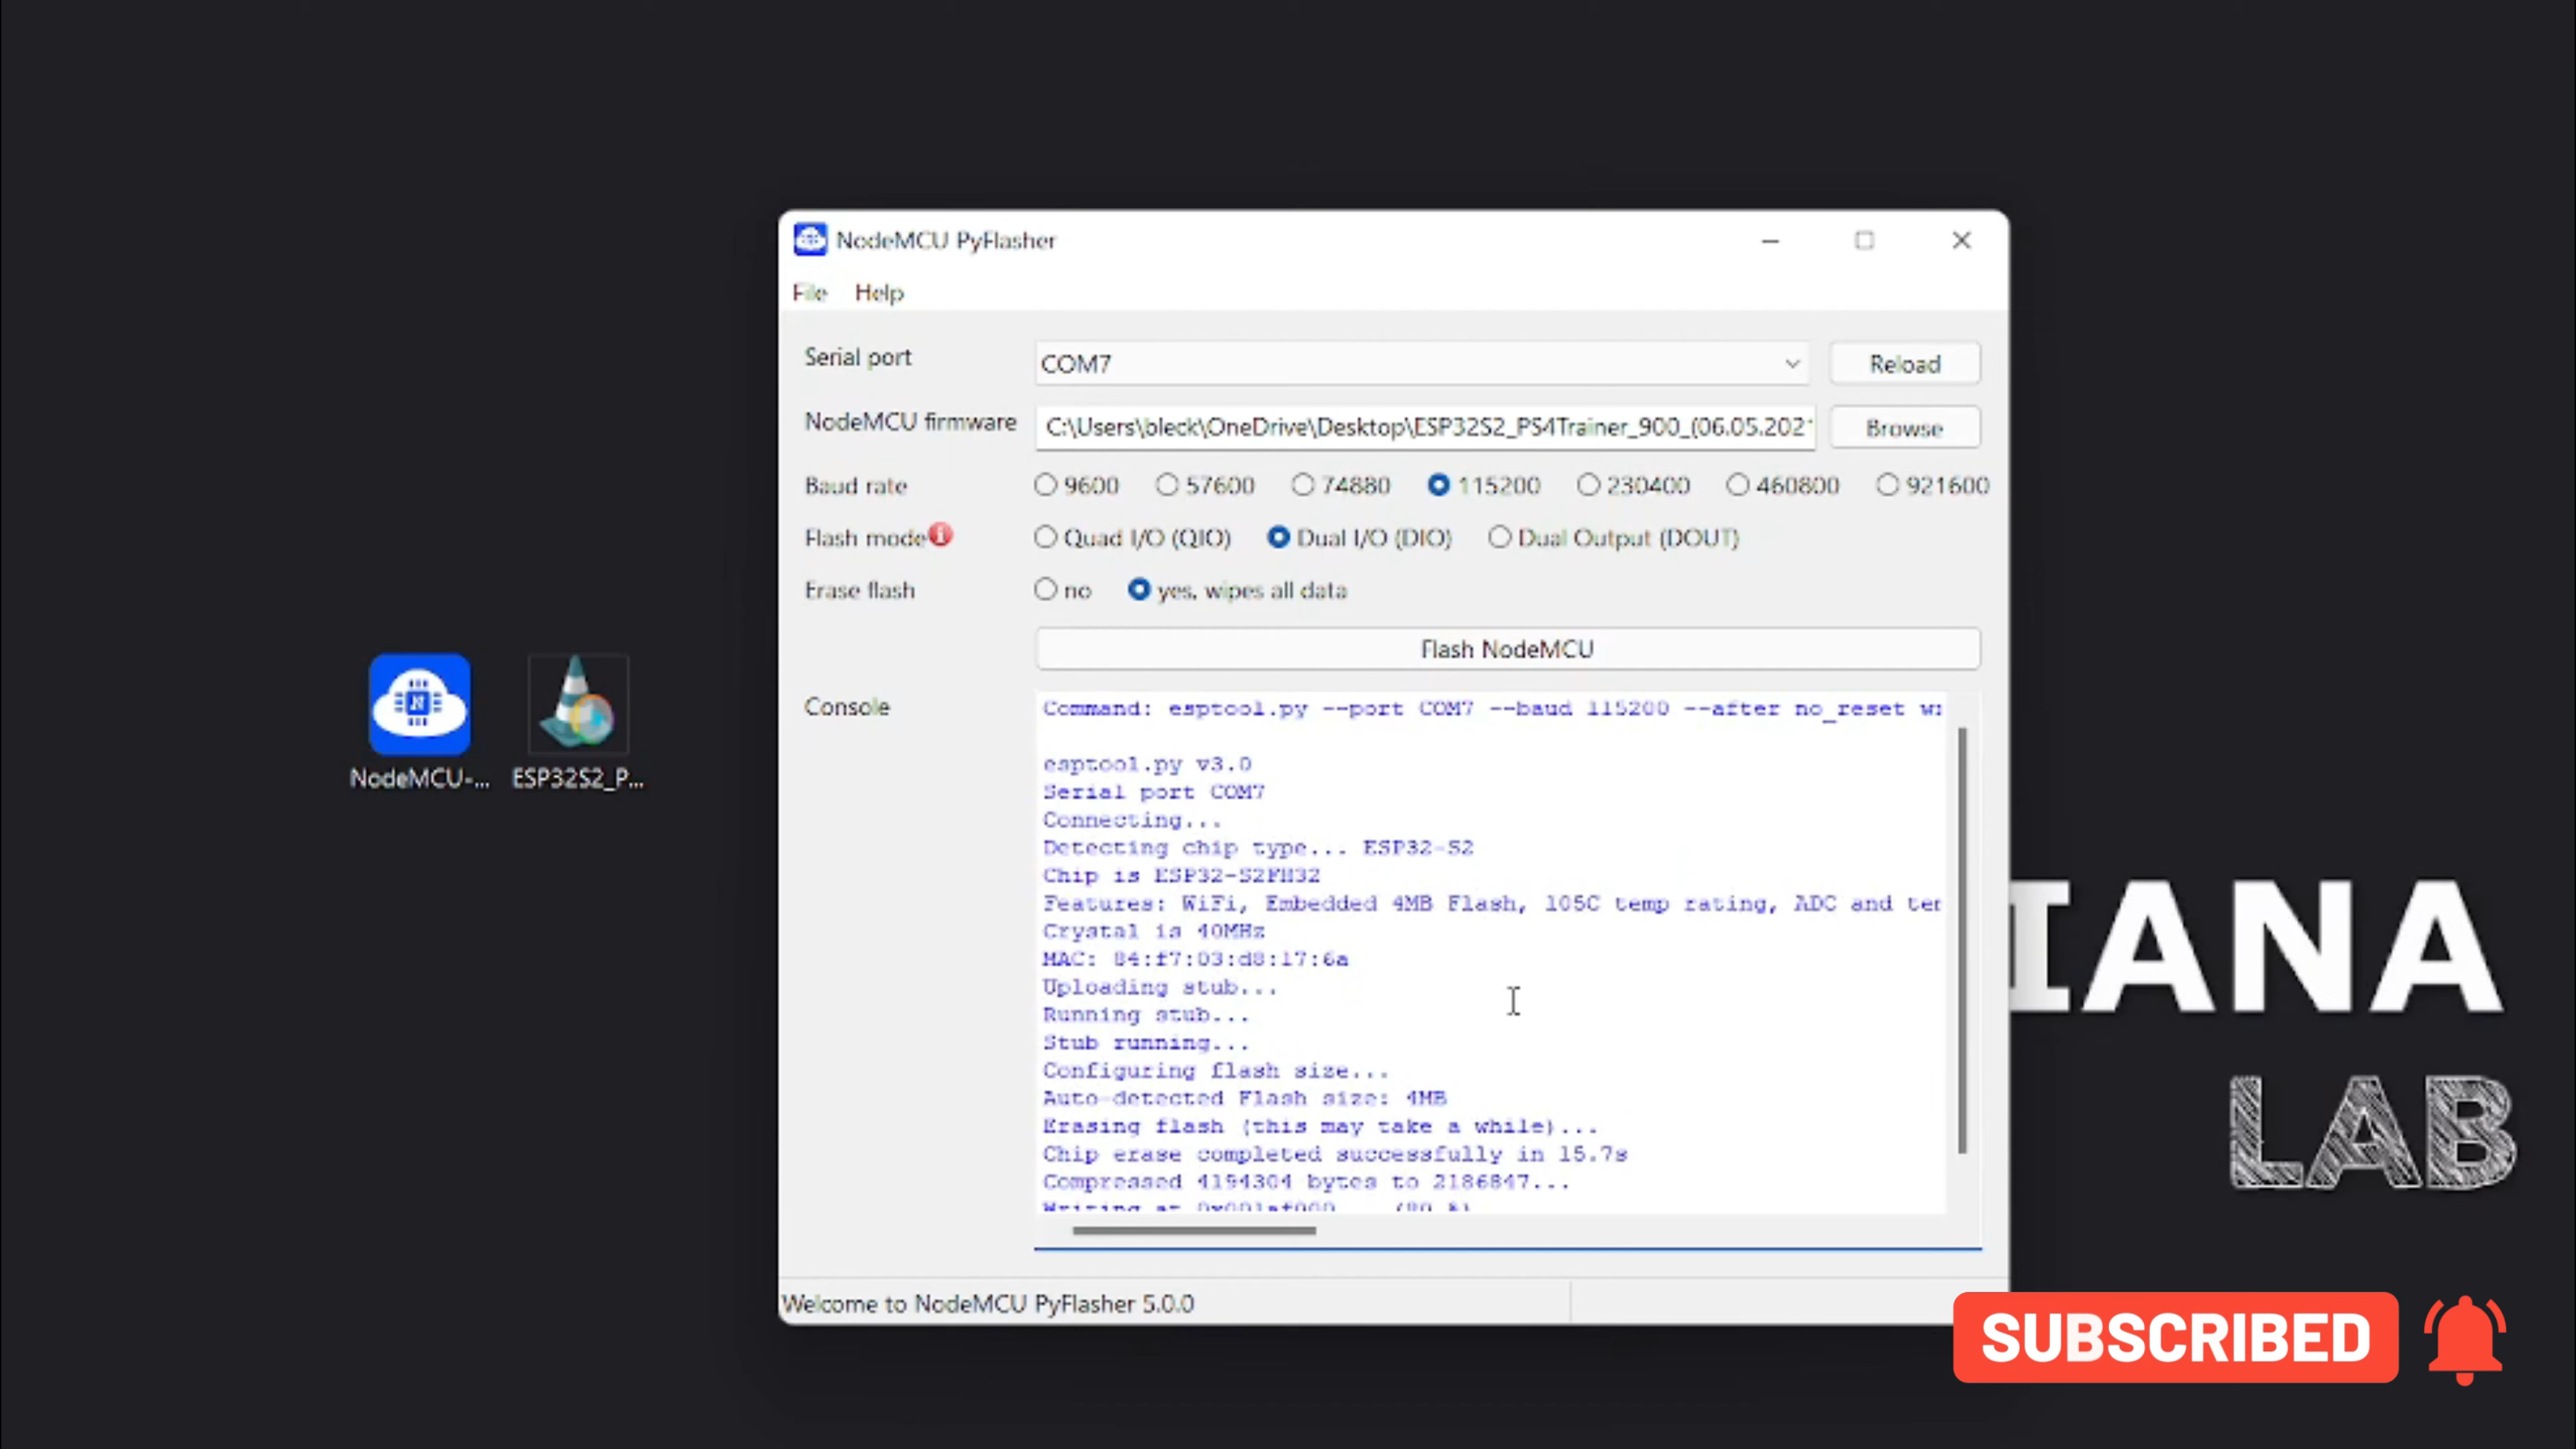 NodeMCU PyFlasher
File Help
Serial port COM7 Reload
NodeMCU firmware C:\Users\bleck\OneDrive\Desktop\ESP32S2_PS4Trainer_900_(06.05.202 Browse
Baud rate 9600 57600 74880 115200 230400 460800 921600
Flash mode Quad I/O (QIO) Dual I/O (DIO) Dual Output (DOUT)
Erase flash no yes, wipes all data
Flash NodeMCU
Console
Command: esptool.py --port COM7 --baud 115200 --after no_reset
esptool.py v3.0
Serial port COM7
Connecting...
Detecting chip type... ESP32-S2
Chip is ESP32-S2FH32
Features: WiFi, Embedded 4MB Flash, 105C temp rating, ADC and
Crystal is 40MHz
MAC: 84:f7:03:d8:17:6a
Uploading stub...
Running stub...
Stub running...
Configuring flash size...
Auto-detected Flash size: 4MB
Erasing flash (this may take a while)...
Chip erase completed successfully in 15.7s
Compressed 4194304 bytes to 2186847...
Writing at
Welcome to NodeMCU PyFlasher 5.0.0
NodeMCU-...
ESP32S2_P...
IANA
LAB
SUBSCRIBED